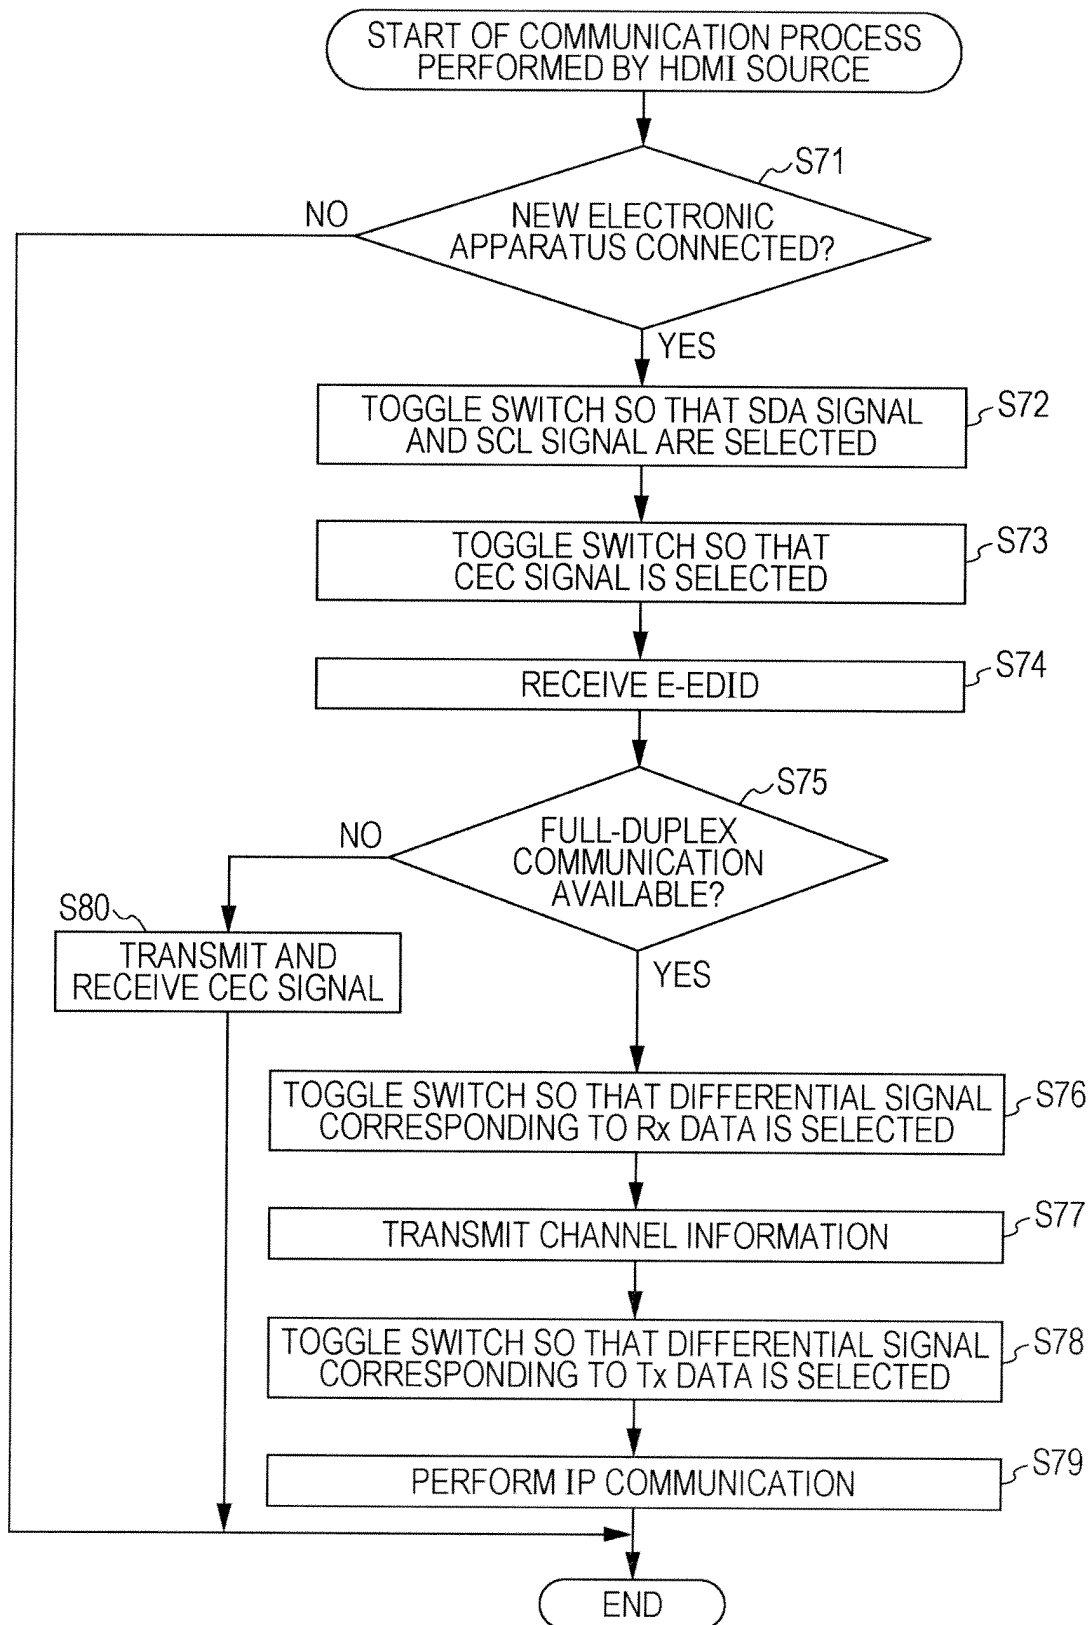 START OF COMMUNICATION PROCESS
PERFORMED BY HDMI SOURCE
S71
NEW ELECTRONIC
APPARATUS CONNECTED?
NO
YES
S72
TOGGLE SWITCH SO THAT SDA SIGNAL
AND SCL SIGNAL ARE SELECTED
S73
TOGGLE SWITCH SO THAT
CEC SIGNAL IS SELECTED
S74
RECEIVE E-EDID
S75
FULL-DUPLEX
COMMUNICATION
AVAILABLE?
NO
YES
S80
TRANSMIT AND
RECEIVE CEC SIGNAL
S76
TOGGLE SWITCH SO THAT DIFFERENTIAL SIGNAL
CORRESPONDING TO Rx DATA IS SELECTED
S77
TRANSMIT CHANNEL INFORMATION
S78
TOGGLE SWITCH SO THAT DIFFERENTIAL SIGNAL
CORRESPONDING TO Tx DATA IS SELECTED
S79
PERFORM IP COMMUNICATION
END